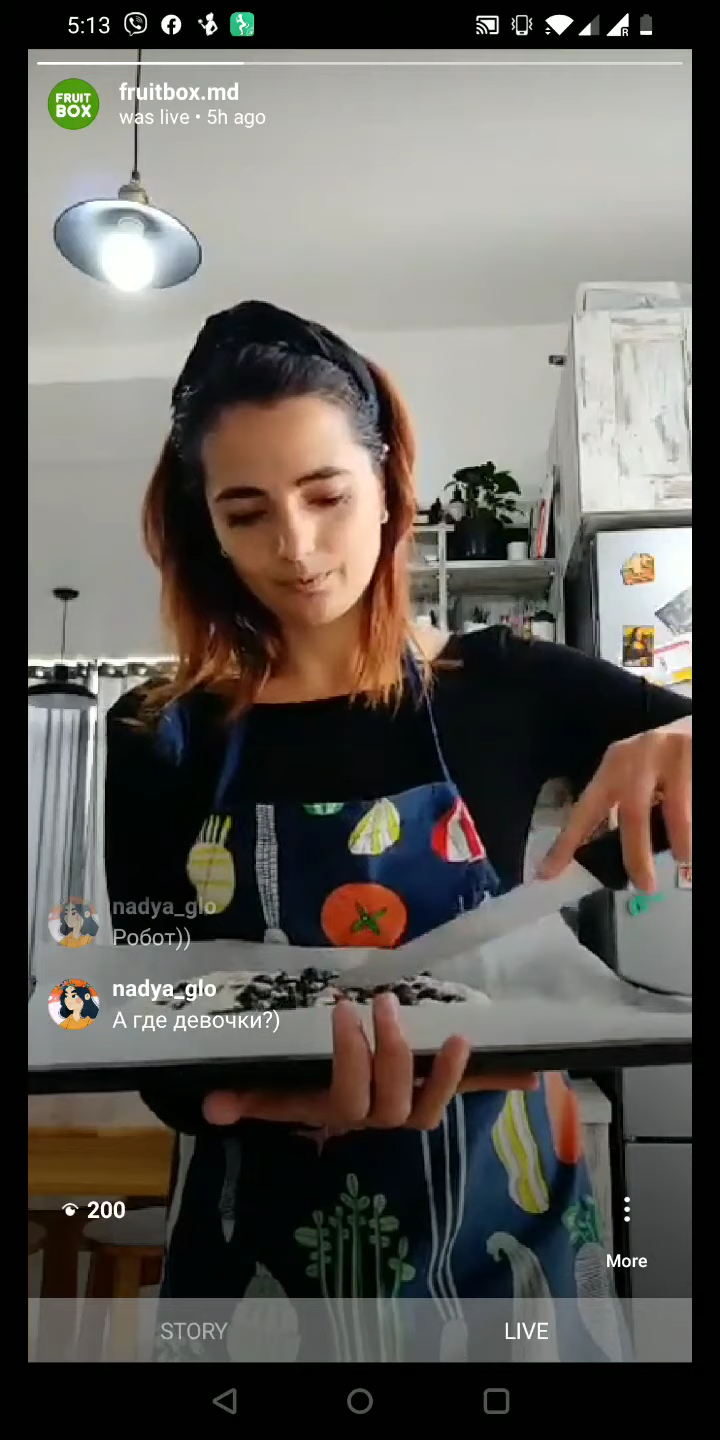 5:13
R
FRUIT
BOX
fruitbox.md
was live • 5h ago
nadya_glo
Робот))
nadya_glo
А где девочки?)
200
More
STORY
LIVE